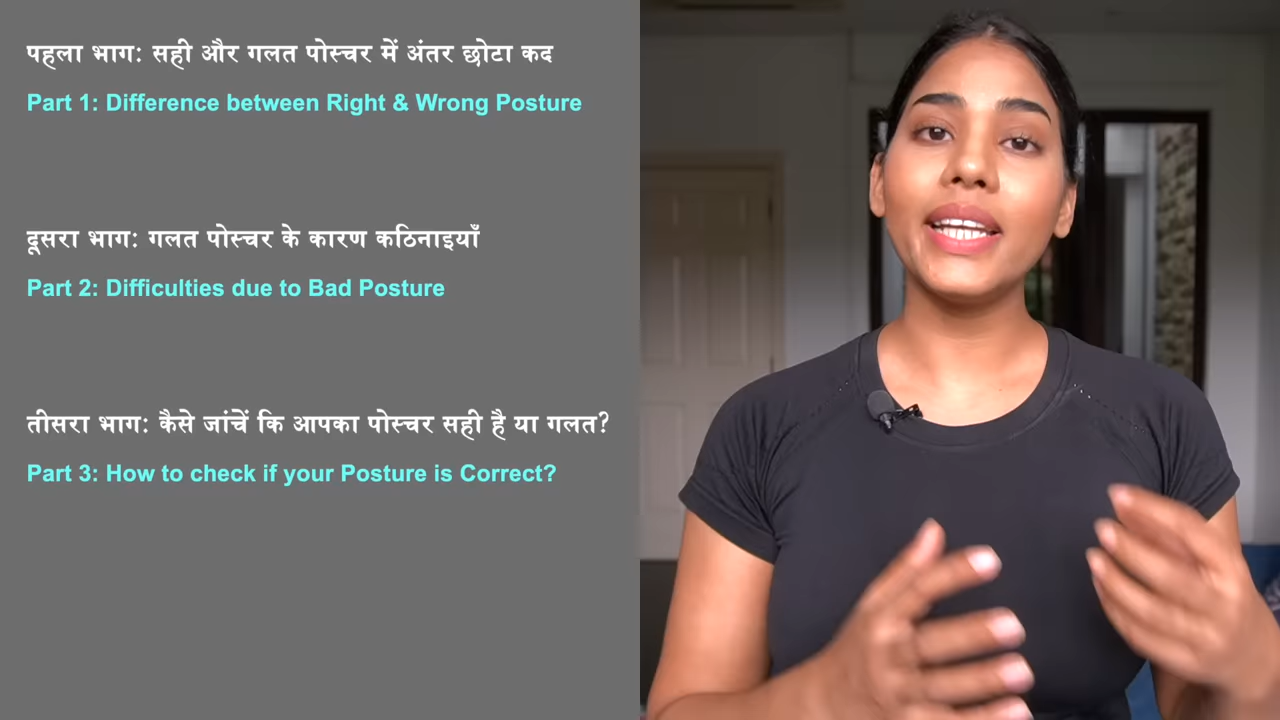 पहला भाग: सही और गलत पोस्चर में अंतर छोटा कद
Part 1: Difference between Right & Wrong Posture
दूसरा भाग: गलत पोस्चर के कारण कठिनाइयाँ
Part 2: Difficulties due to Bad Posture
तीसरा भाग: कैसे जांचें कि आपका पोस्चर सही है या गलत?
Part 3: How to check if your Posture is Correct?